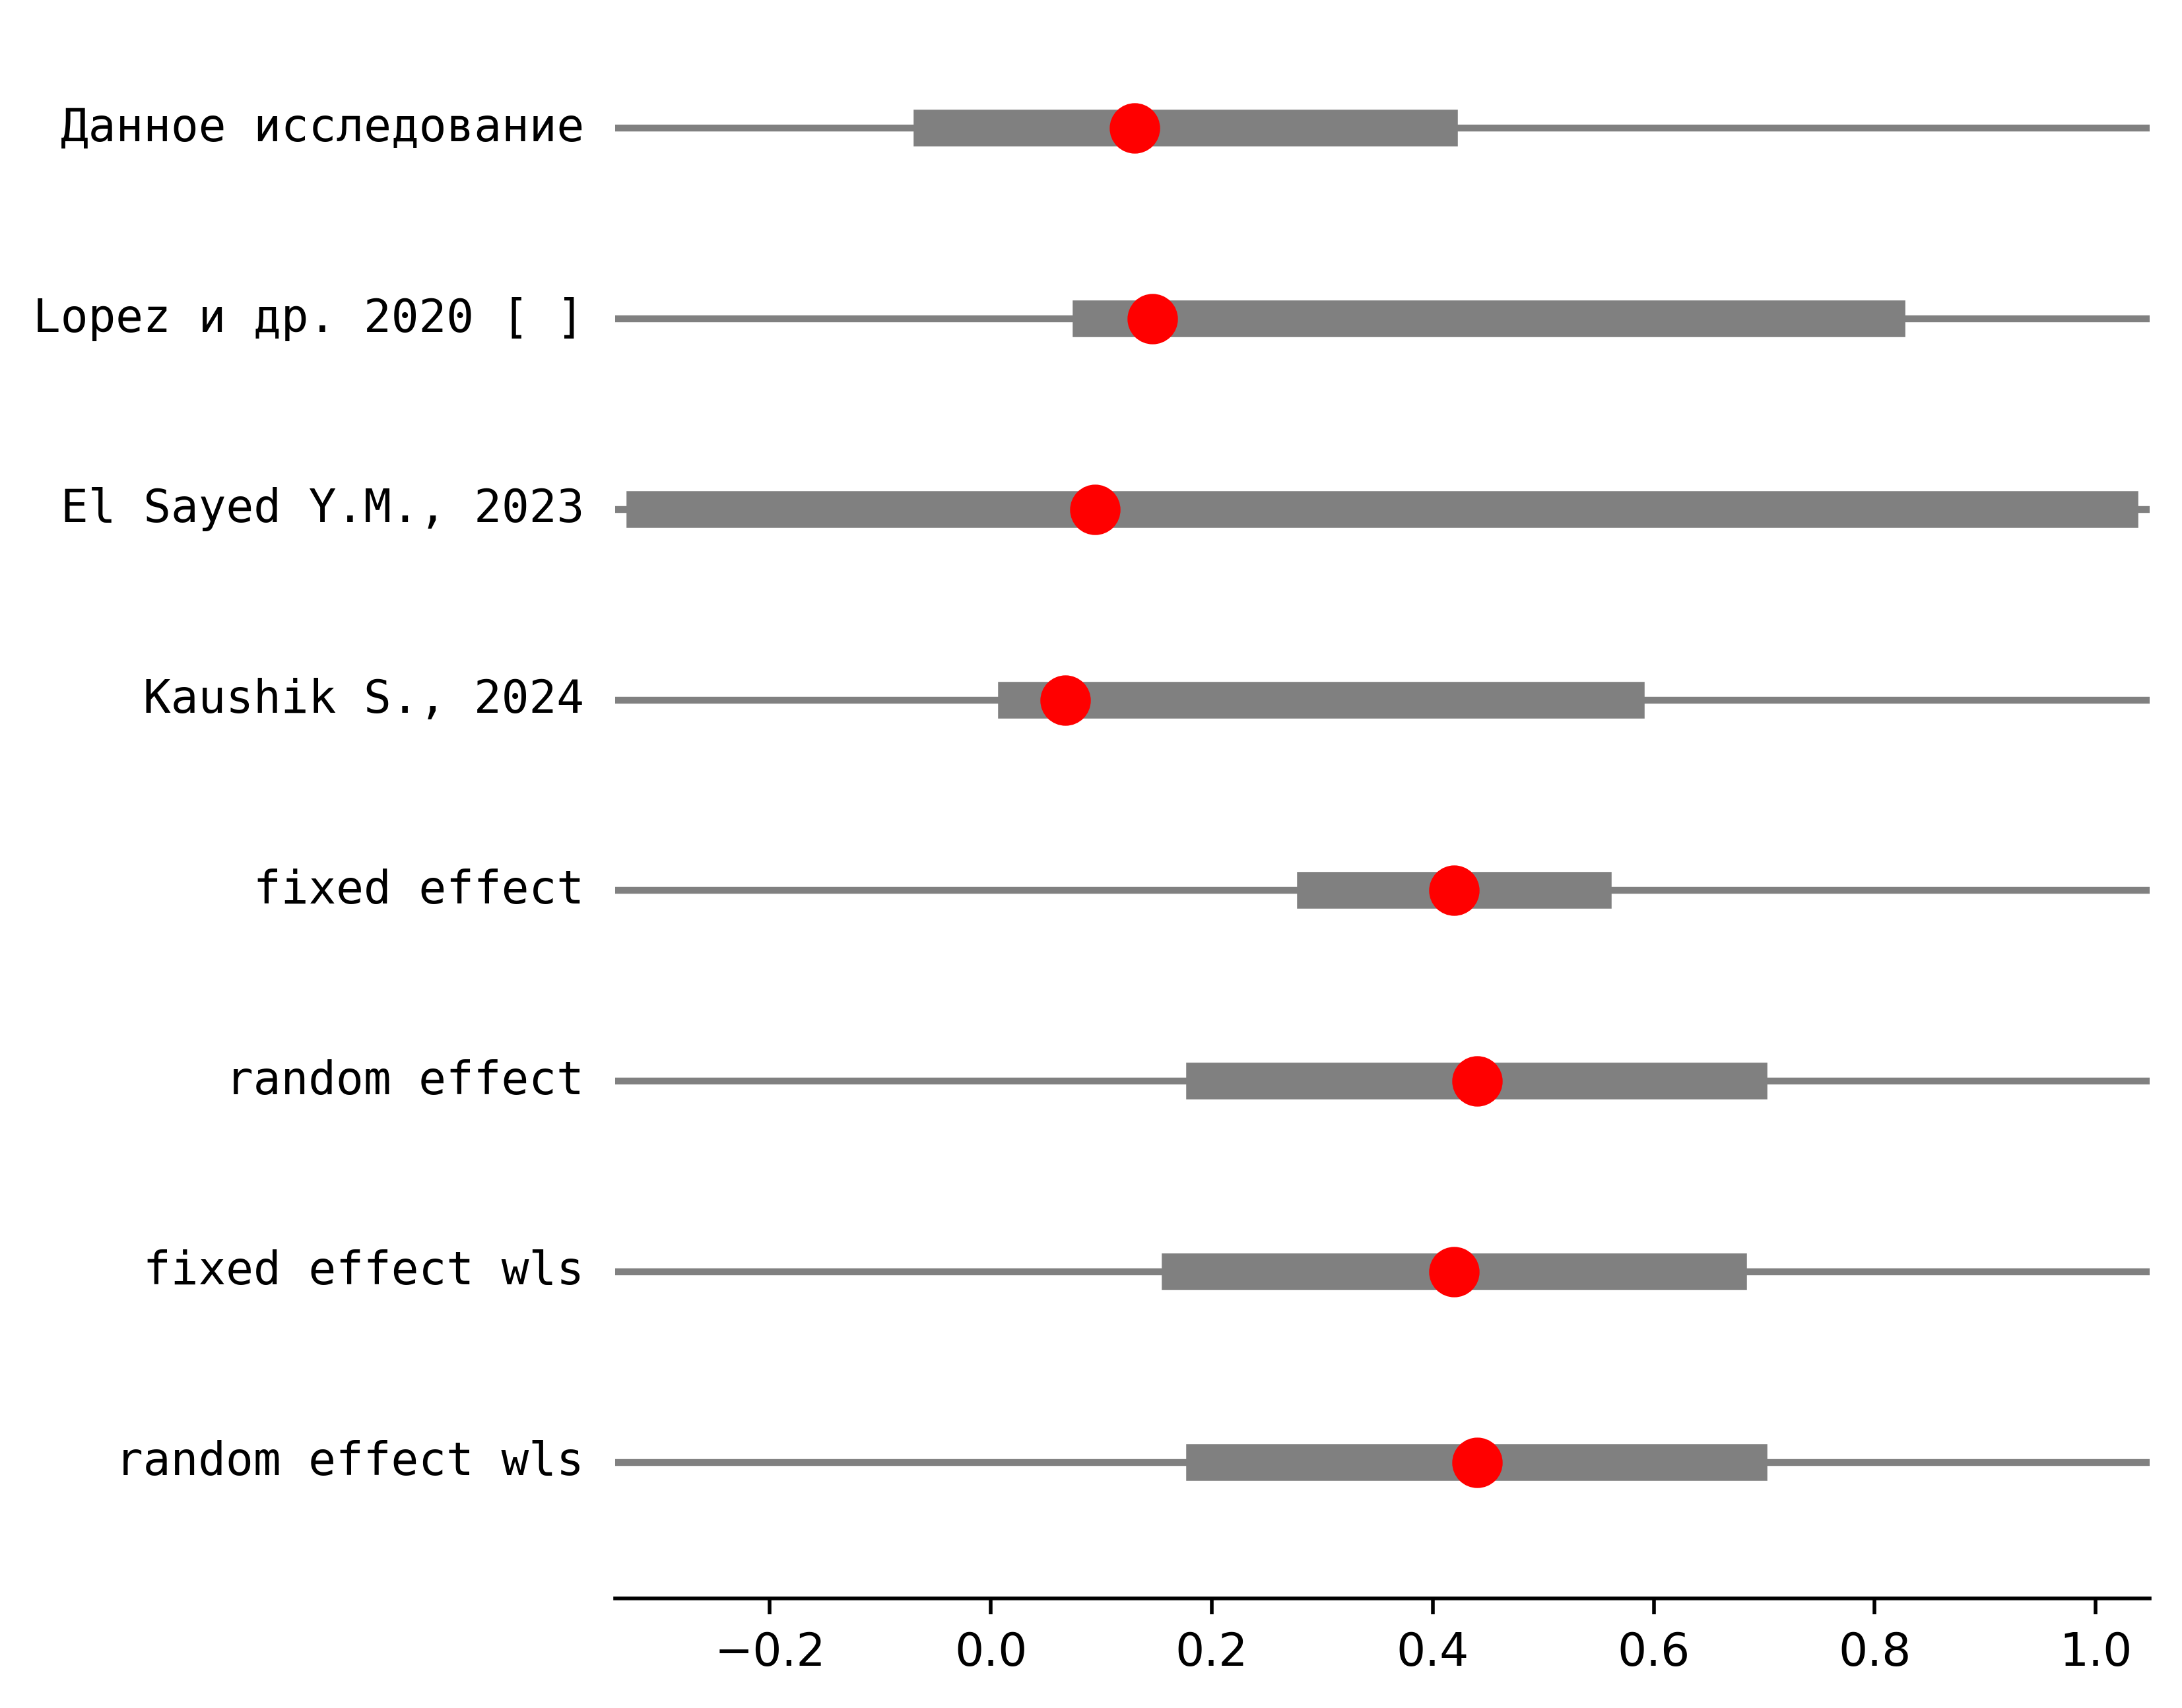 Данное исследование
Lopez и др. 2020 [ ]
El Sayed Y.M., 2023
Kaushik S., 2024
fixed effect
random effect
fixed effect wls
random effect wls
−0.2 0.0 0.2 0.4 0.6 0.8 1.0